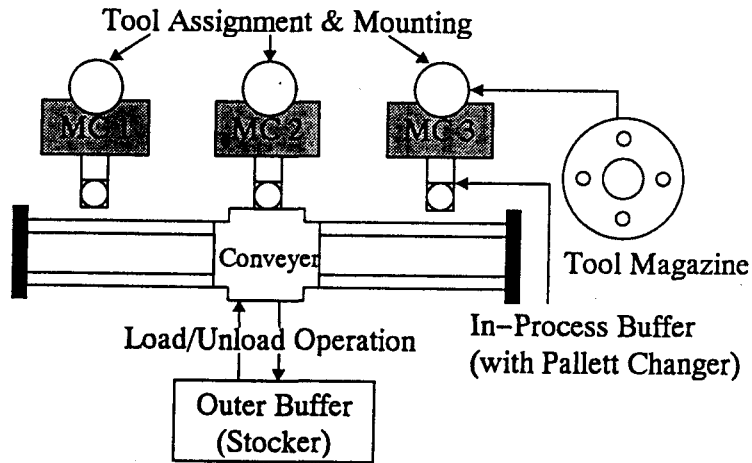 Tool Assignment & Mounting
MC 1
MC 2
MC 3
Conveyer
Tool Magazine
Load/Unload Operation
In-Process Buffer
(with Pallett Changer)
Outer Buffer
(Stocker)